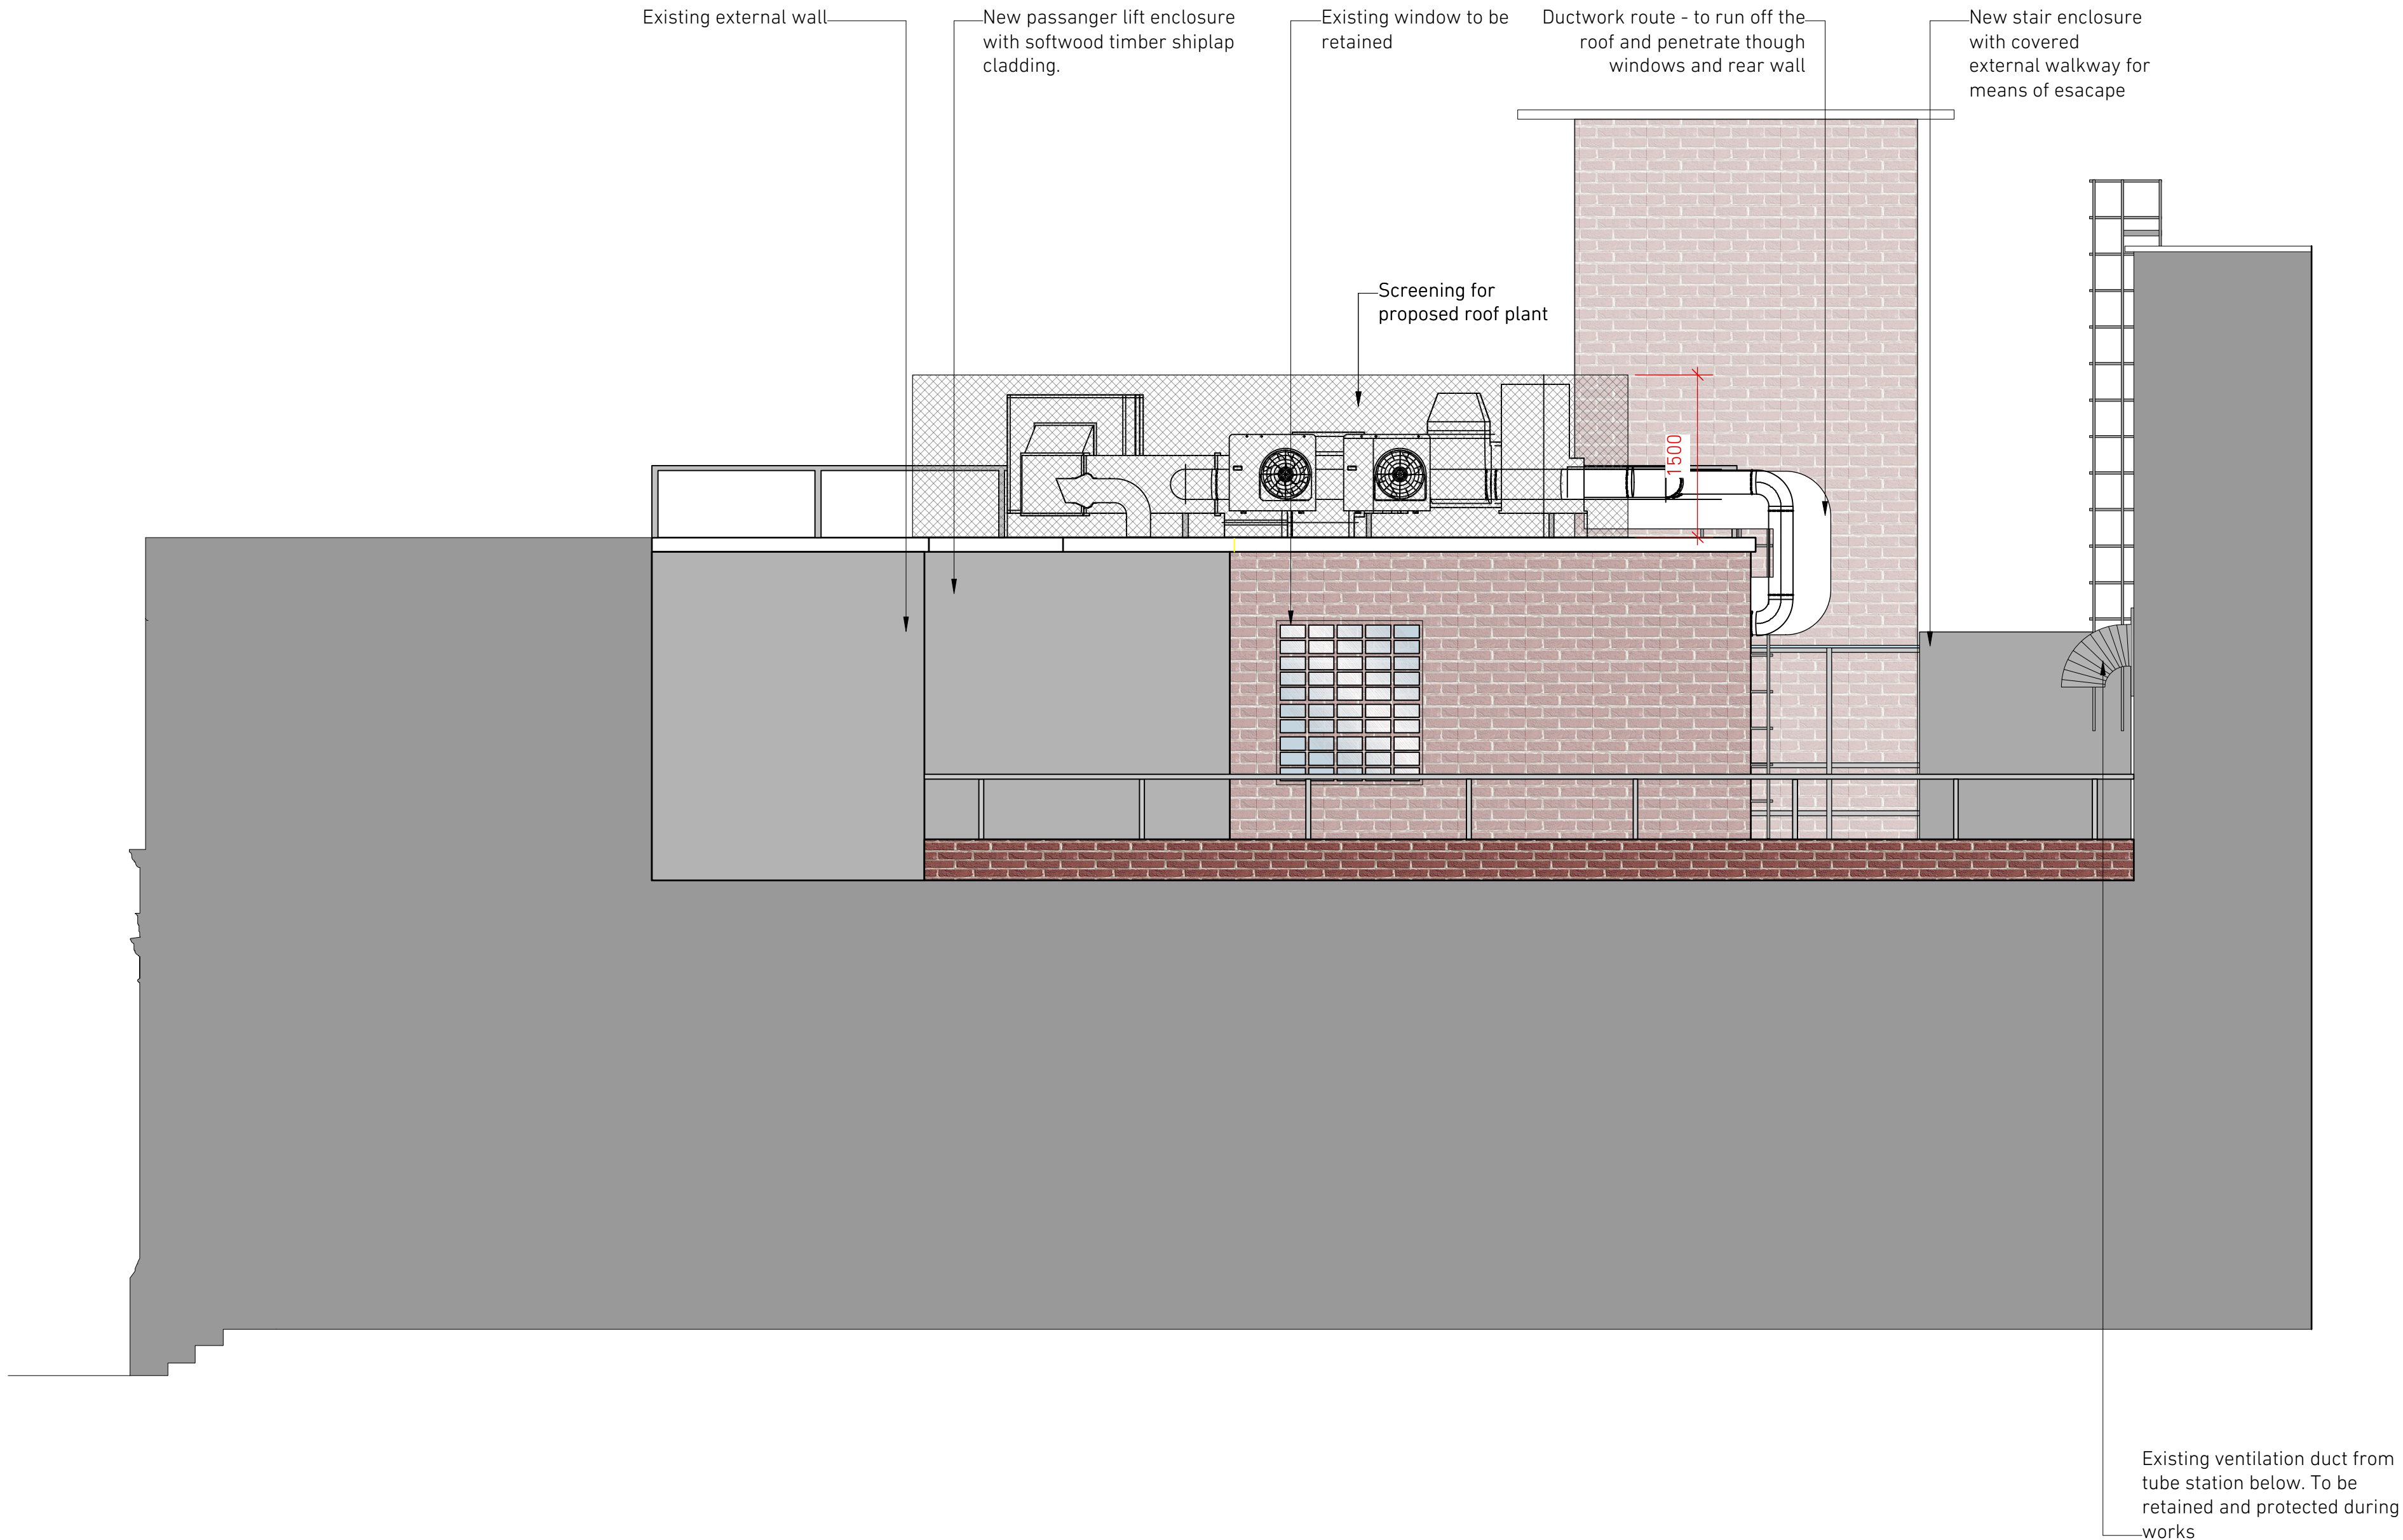 Existing external wall
New passanger lift enclosure
with softwood timber shiplap
cladding.
Existing window to be
retained
Ductwork route - to run off the
roof and penetrate though
windows and rear wall
New stair enclosure
with covered
external walkway for
means of esacape
Screening for
proposed roof plant
1500
Existing ventilation duct from
tube station below. To be
retained and protected during
works